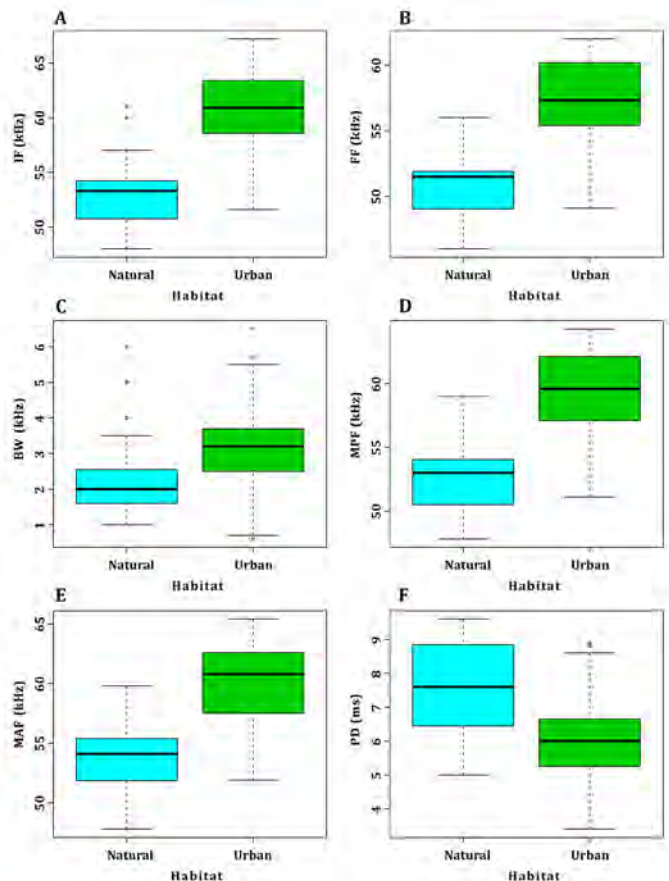 A
IF (kHz)
65
60
55
50
Natural
Urban
Habitat
B
FF (kHz)
60
55
50
Natural
Urban
Habitat
C
BW (kHz)
6
5
4
3
2
1
Natural
Urban
Habitat
D
MPF (kHz)
60
55
50
Natural
Urban
Habitat
E
MAF (kHz)
65
60
55
50
Natural
Urban
Habitat
F
PD (ms)
9
8
7
6
5
4
Natural
Urban
Habitat